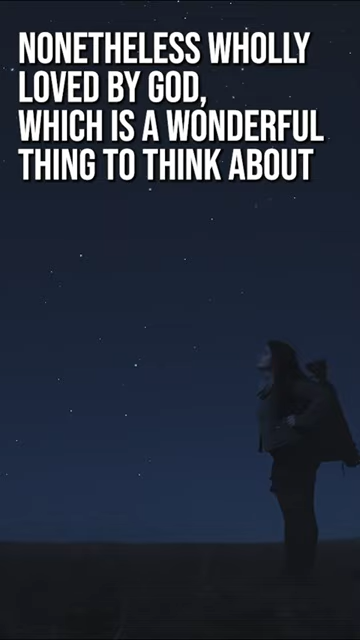 NONETHELESS WHOLLY
LOVED BY GOD,
WHICH IS A WONDERFUL
THING TO THINK ABOUT